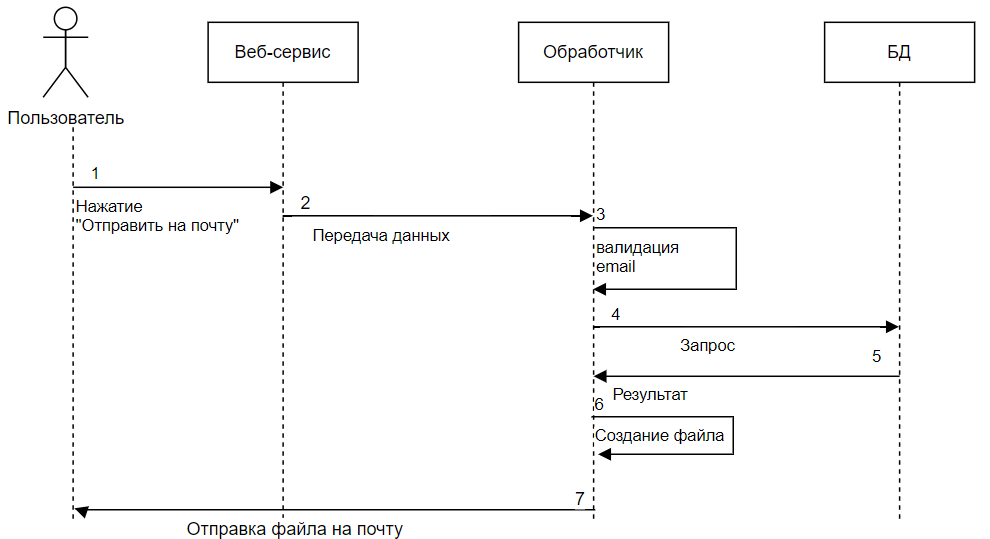 Пользователь
Веб-сервис
Обработчик
БД
1
Нажатие
"Отправить на почту"
2
Передача данных
3
валидация
email
4
Запрос
5
Результат
6
Создание файла
7
Отправка файла на почту